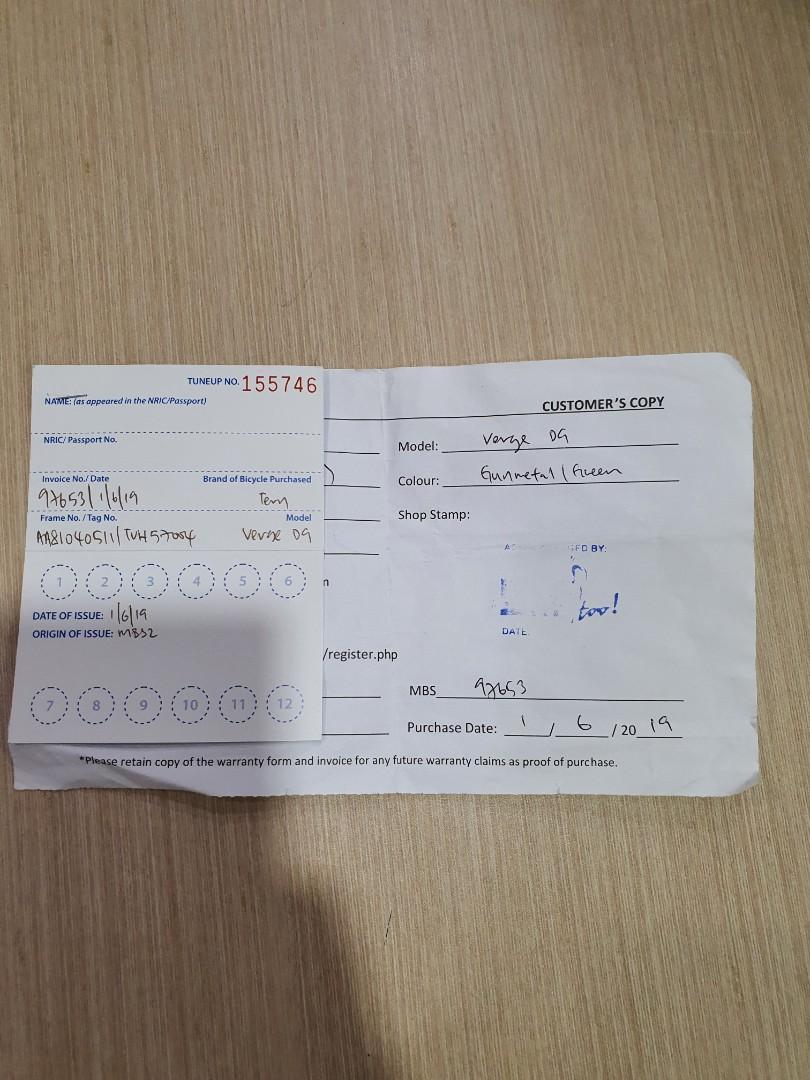 TUNEUP NO. 155746
NAME: (as appeared in the NRIC/Passport)
NRIC/ Passport No.
Invoice No./ Date Brand of Bicycle Purchased
97653/1/6/19 Tern
Frame No. / Tag No. Model
AA81040511/TVH57004 Verge D9
1 2 3 4 5 6
DATE OF ISSUE: 1/6/19
ORIGIN OF ISSUE:
7 8 9 10 11 12
CUSTOMER'S COPY
Model: Verge D9
Colour: Gunmetal / Green
Shop Stamp:
BY:
too!
DATE:
/register.php
MBS 97653
Purchase Date: 1 / 6 / 20 19
*Please retain copy of the warranty form and invoice for any future warranty claims as proof of purchase.